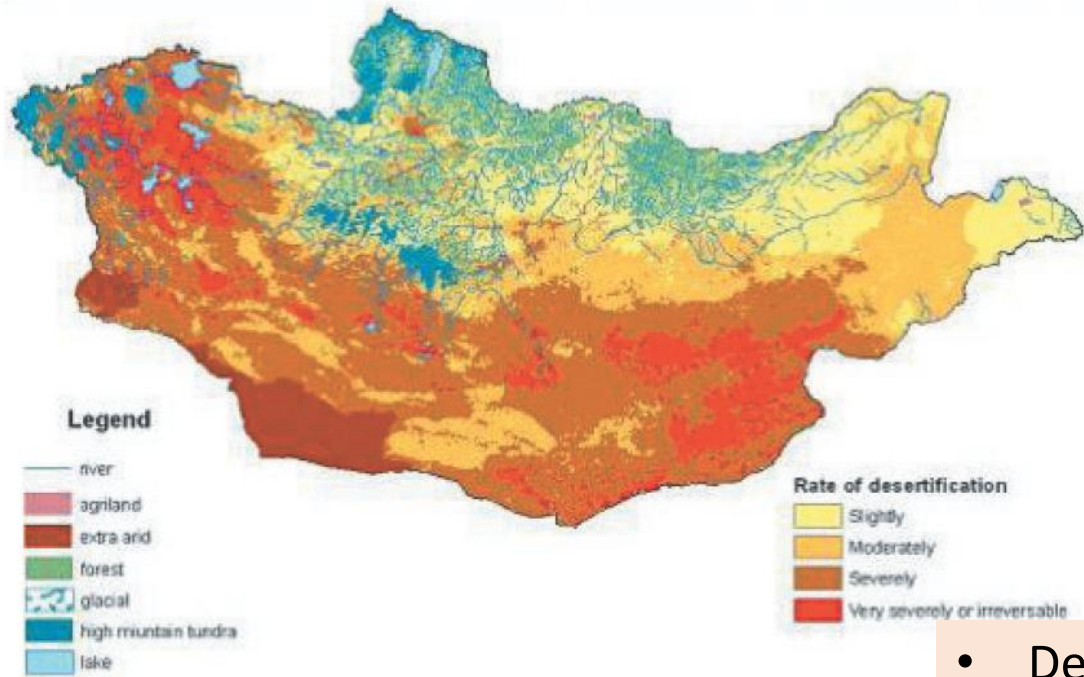 Legend
river
agriland
extra arid
forest
glacial
high miuntain tundra
lake
Rate of desertification
Slightly
Moderately
Severely
Very severely or irreversable
• De